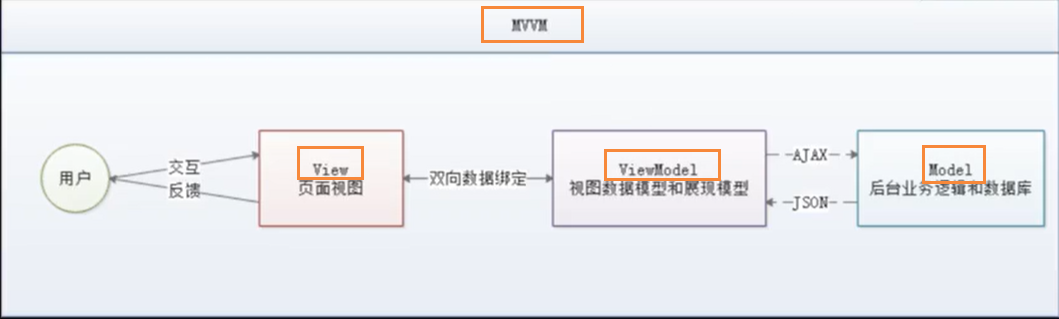 MVVM
用户
交互
反馈
View
页面视图
双向数据绑定
ViewModel
视图数据模型和展现模型
AJAX
JSON
Model
后台业务逻辑和数据库